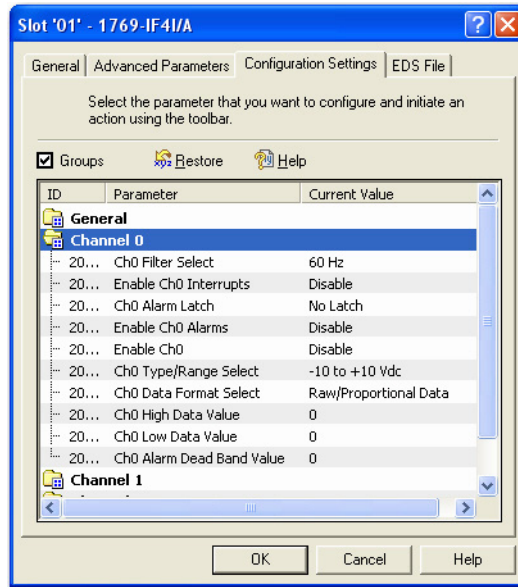 Slot '01' - 1769-IF4I/A
General Advanced Parameters Configuration Settings EDS File
Select the parameter that you want to configure and initiate an
action using the toolbar.
Groups Restore Help
ID Parameter Current Value
General
Channel 0
20... Ch0 Filter Select 60 Hz
20... Enable Ch0 Interrupts Disable
20... Ch0 Alarm Latch No Latch
20... Enable Ch0 Alarms Disable
20... Enable Ch0 Disable
20... Ch0 Type/Range Select -10 to +10 Vdc
20... Ch0 Data Format Select Raw/Proportional Data
20... Ch0 High Data Value 0
20... Ch0 Low Data Value 0
20... Ch0 Alarm Dead Band Value 0
Channel 1
OK Cancel Help